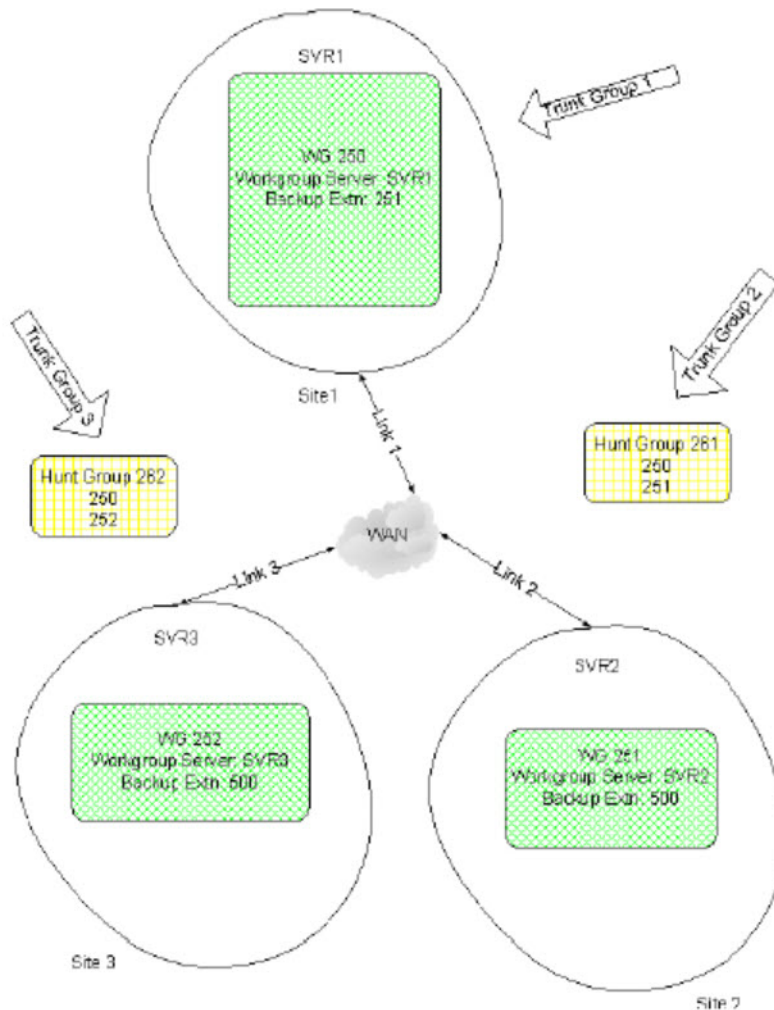 SVR1
Trunk Group 1
WG 250
Workgroup Server: SVR1
Backup Extn: 251
Trunk Group 3
Trunk Group 2
Site1
Link 1
Hunt Group 262
250
252
Hunt Group 261
250
251
WAN
Link 3
Link 2
SVR3
SVR2
WG 252
Workgroup Server: SVR3
Backup Extn: 500
WG 251
Workgroup Server: SVR2
Backup Extn: 500
Site 3
Site 2